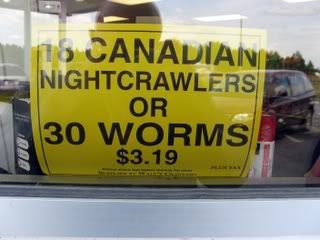 18 CANADIAN
NIGHTCRAWLERS
OR
30 WORMS
$3.19
PLUS TAX